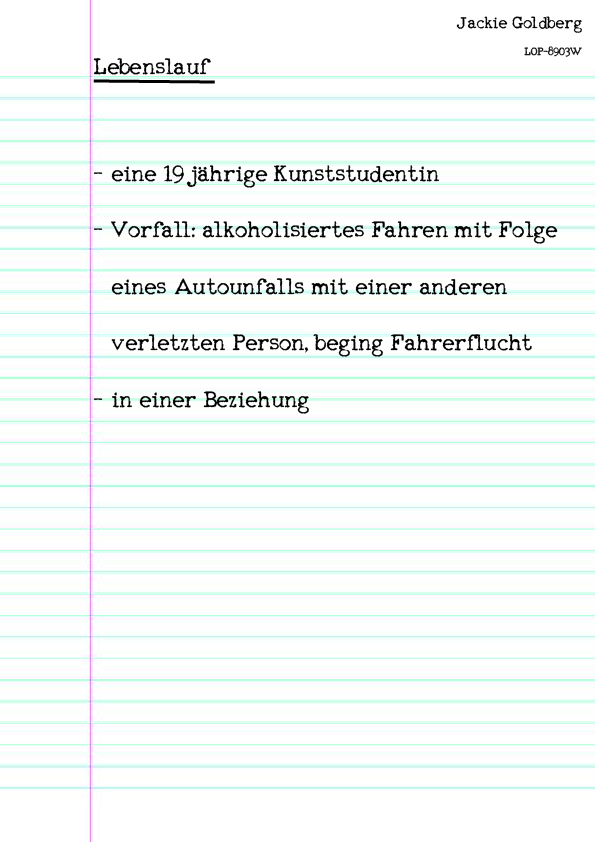 Jackie Goldberg
LOP-8903W
Lebenslauf
- eine 19 jährige Kunststudentin
- Vorfall: alkoholisiertes Fahren mit Folge
eines Autounfalls mit einer anderen
verletzten Person, beging Fahrerflucht
- in einer Beziehung